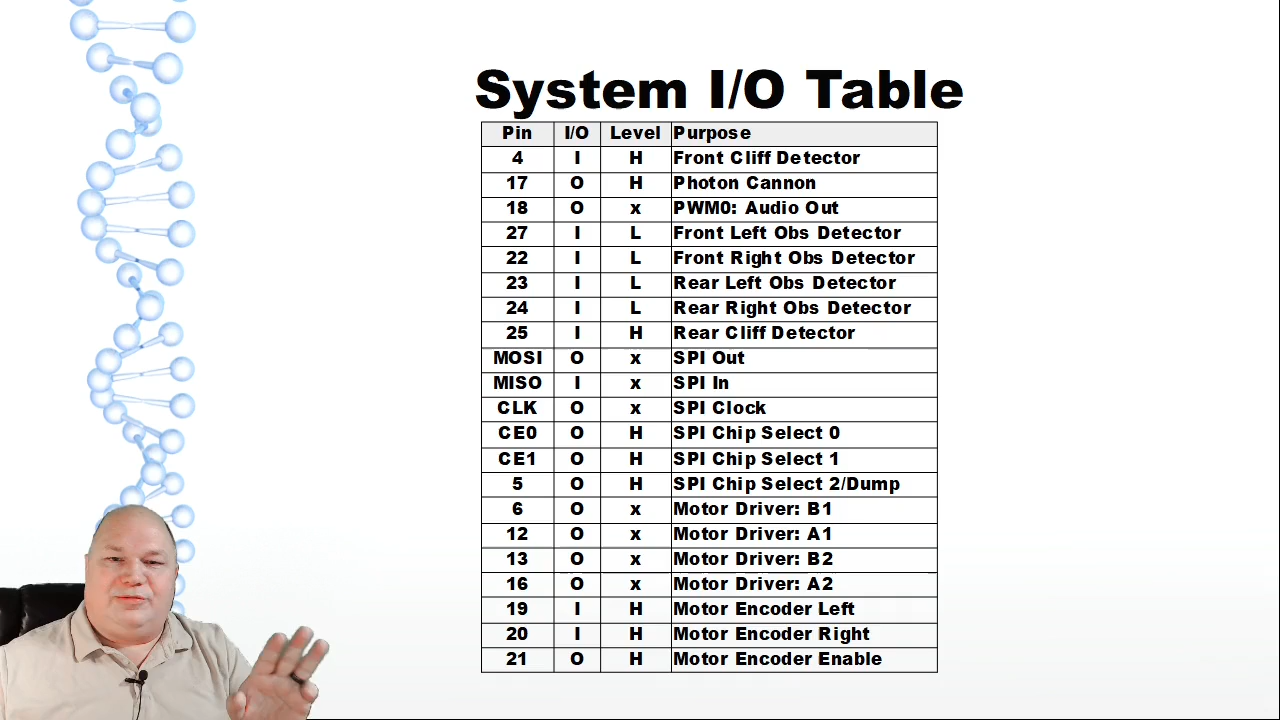 System I/O Table
Pin I/O Level Purpose
4 I H Front Cliff Detector
17 O H Photon Cannon
18 O x PWM0: Audio Out
27 I L Front Left Obs Detector
22 I L Front Right Obs Detector
23 I L Rear Left Obs Detector
24 I L Rear Right Obs Detector
25 I H Rear Cliff Detector
MOSI O x SPI Out
MISO I x SPI In
CLK O x SPI Clock
CE0 O H SPI Chip Select 0
CE1 O H SPI Chip Select 1
5 O H SPI Chip Select 2/Dump
6 O x Motor Driver: B1
12 O x Motor Driver: A1
13 O x Motor Driver: B2
16 O x Motor Driver: A2
19 I H Motor Encoder Left
20 I H Motor Encoder Right
21 O H Motor Encoder Enable